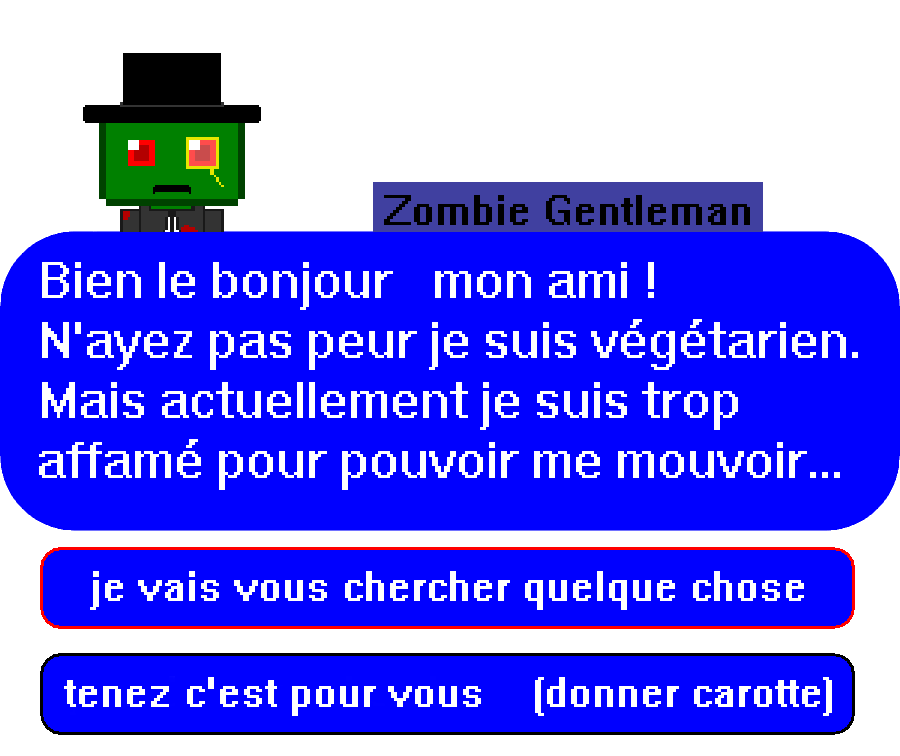 Zombie Gentleman
Bien le bonjour mon ami !
N'ayez pas peur je suis végétarien.
Mais actuellement je suis trop
affamé pour pouvoir me mouvoir...
je vais vous chercher quelque chose
tenez c'est pour vous (donner carotte)